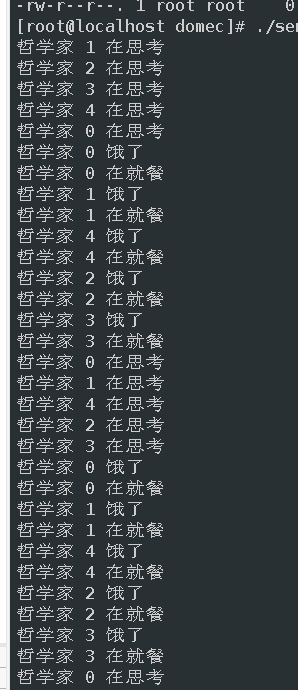 -rw-r--r--. 1 root root 0
[root@localhost domec]# ./sem
哲学家 1 在思考
哲学家 2 在思考
哲学家 3 在思考
哲学家 4 在思考
哲学家 0 在思考
哲学家 0 饿了
哲学家 0 在就餐
哲学家 1 饿了
哲学家 1 在就餐
哲学家 4 饿了
哲学家 4 在就餐
哲学家 2 饿了
哲学家 2 在就餐
哲学家 3 饿了
哲学家 3 在就餐
哲学家 0 在思考
哲学家 1 在思考
哲学家 4 在思考
哲学家 2 在思考
哲学家 3 在思考
哲学家 0 饿了
哲学家 0 在就餐
哲学家 1 饿了
哲学家 1 在就餐
哲学家 4 饿了
哲学家 4 在就餐
哲学家 2 饿了
哲学家 2 在就餐
哲学家 3 饿了
哲学家 3 在就餐
哲学家 0 在思考